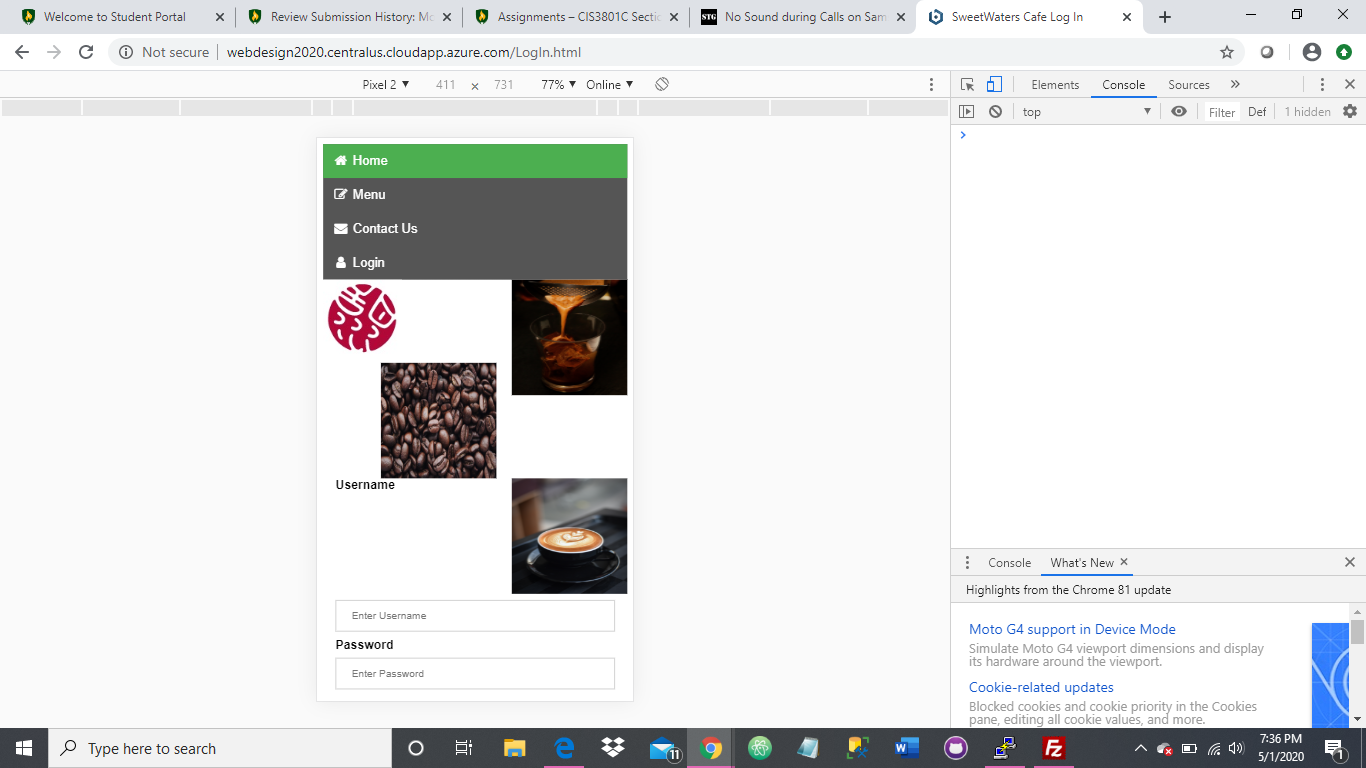 Welcome to Student Portal
Review Submission History: Mo
Assignments – CIS3801C Sectio
STG No Sound during Calls on Sam
SweetWaters Cafe Log In
Not secure | webdesign2020.centralus.cloudapp.azure.com/LogIn.html
Pixel 2 411 × 731 77% Online
Elements Console Sources
top Filter Def 1 hidden
Home
Menu
Contact Us
Login
Username
Enter Username
Password
Enter Password
Console What's New
Highlights from the Chrome 81 update
Moto G4 support in Device Mode
Simulate Moto G4 viewport dimensions and display
its hardware around the viewport.
Cookie-related updates
Blocked cookies and cookie priority in the Cookies
pane, editing all cookie values, and more.
Type here to search
11
7:36 PM
5/1/2020
1